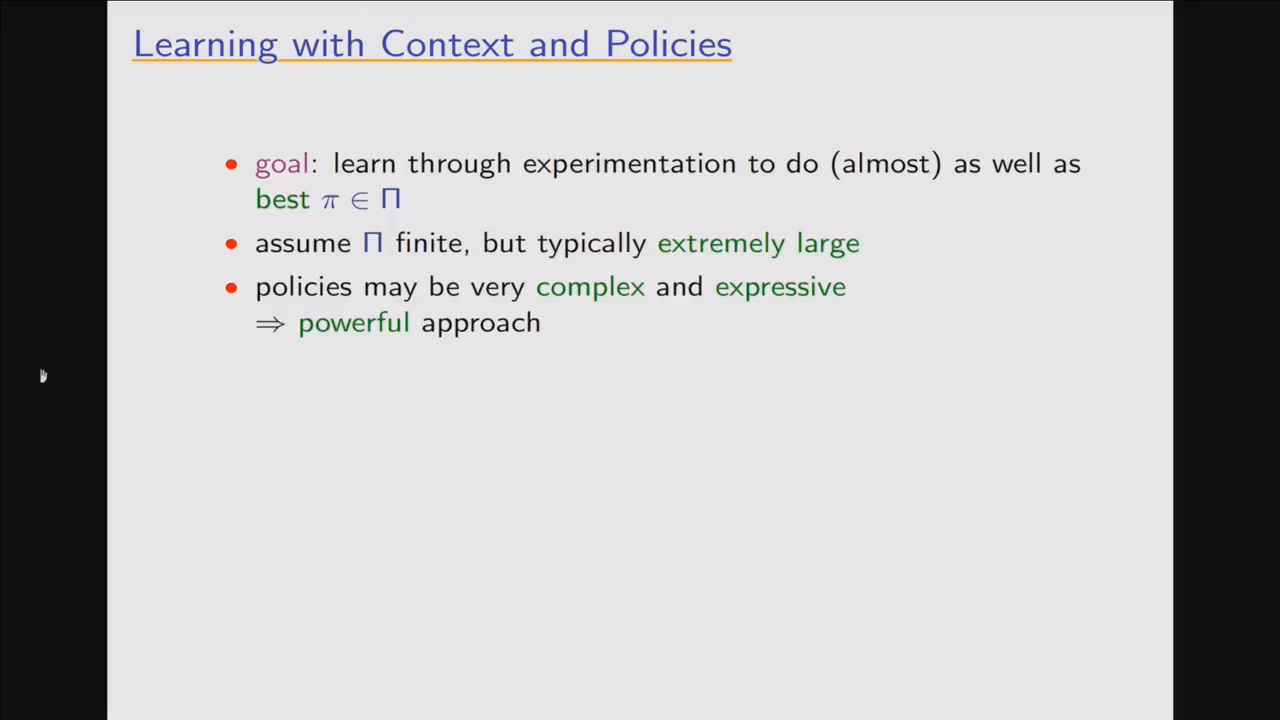 Learning with Context and Policies
• goal: learn through experimentation to do (almost) as well as
best π ∈ Π
• assume Π finite, but typically extremely large
• policies may be very complex and expressive
⇒ powerful approach